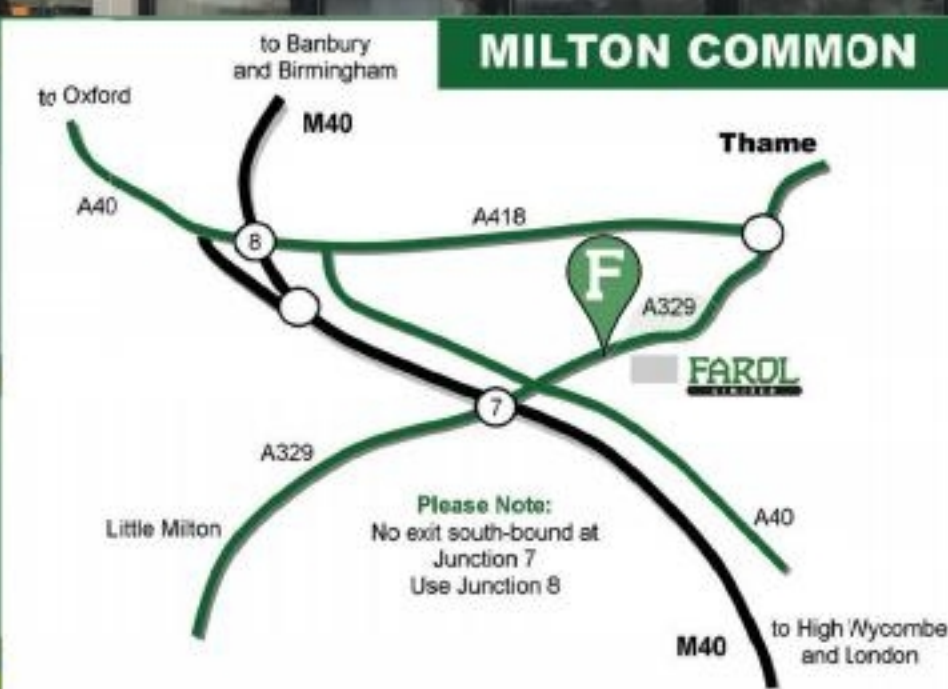 MILTON COMMON
to Banbury
and Birmingham
to Oxford
M40
Thame
A40
A418
8
F
A329
FAROL
LIMITED
7
A329
Please Note:
No exit south-bound at
Junction 7
Use Junction 8
Little Milton
A40
to High Wycombe
and London
M40